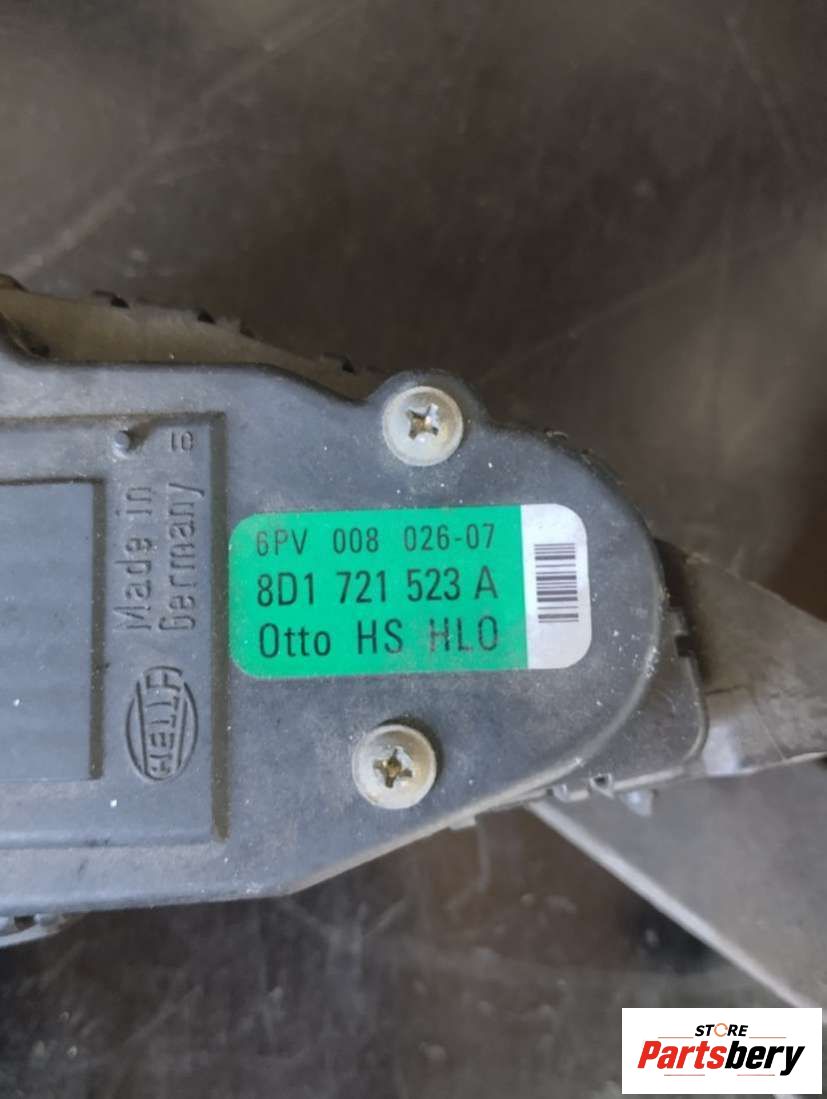 Made in
Germany
HELLA
6PV 008 026-07
8D1 721 523 A
Otto HS HLO
STORE
Partsbery